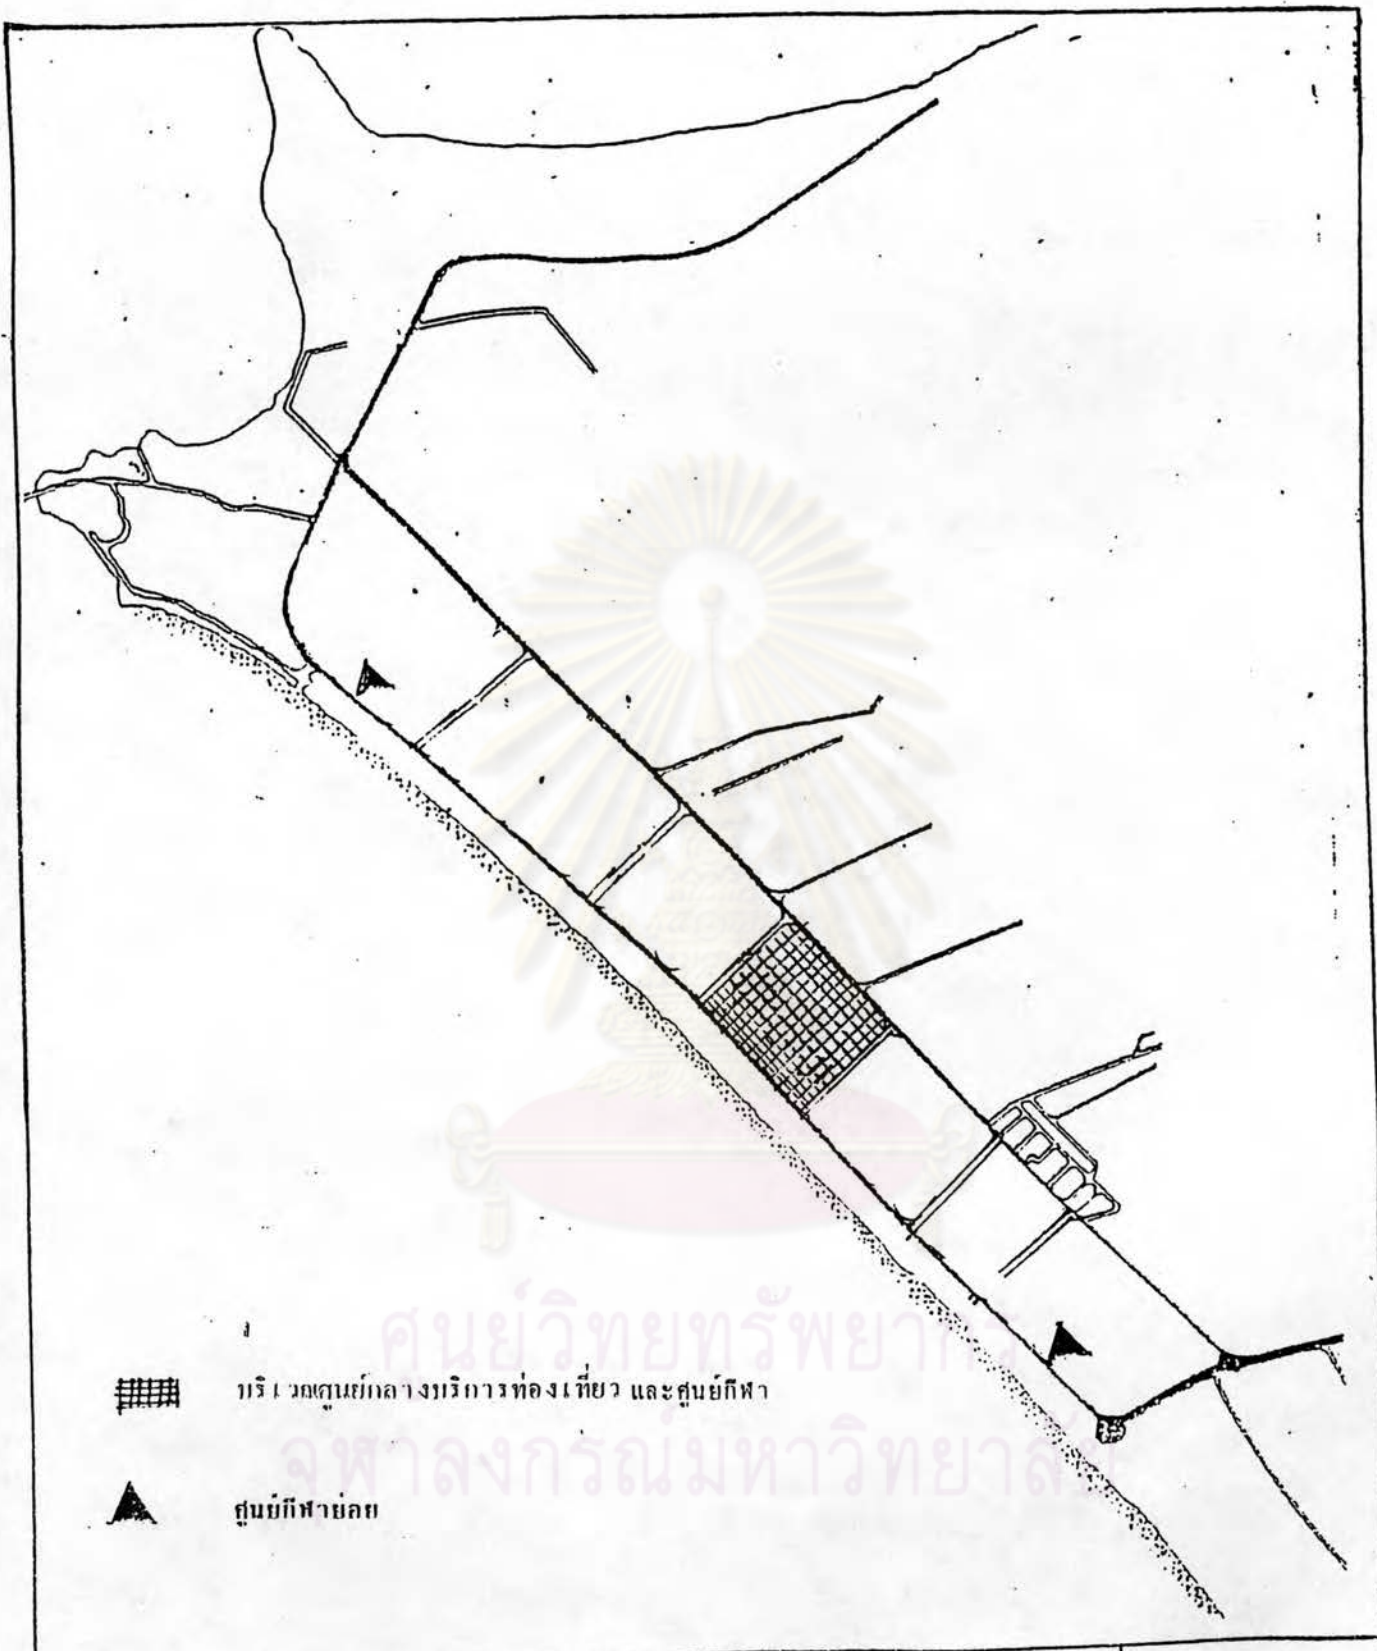 ศูนย์วิทยทรัพยากร
บริเวณศูนย์กลางบริการท่องเที่ยว และศูนย์กีฬา
จุฬาลงกรณ์มหาวิทยาลัย
ศูนย์กีฬาย่อย